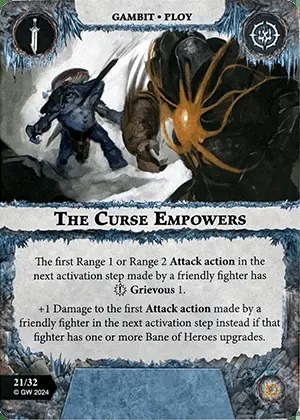 GAMBIT • PLOY
THE CURSE EMPOWERS
The first Range 1 or Range 2 Attack action in the
next activation step made by a friendly fighter has
Grievous 1.
+1 Damage to the first Attack action made by a
friendly fighter in the next activation step instead if that
fighter has one or more Bane of Heroes upgrades.
21/32
© GW 2024